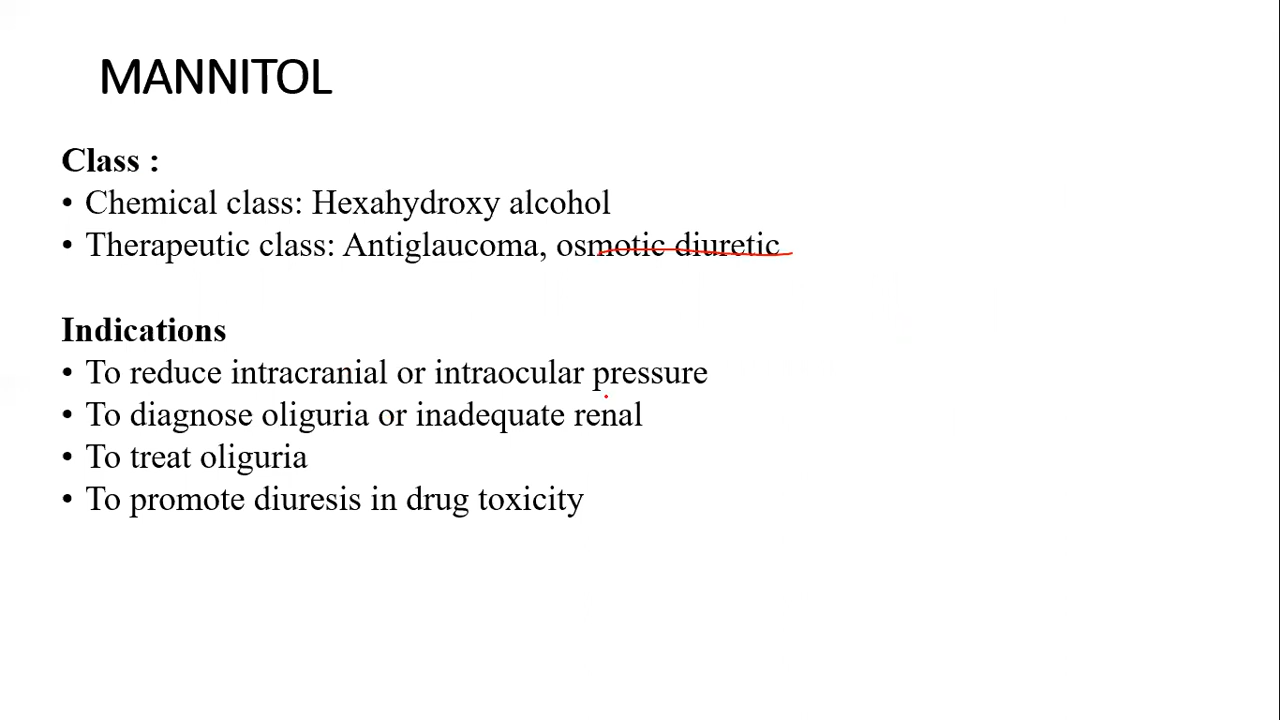 MANNITOL
Class :
• Chemical class: Hexahydroxy alcohol
• Therapeutic class: Antiglaucoma, osmotic diuretic
Indications
• To reduce intracranial or intraocular pressure
• To diagnose oliguria or inadequate renal
• To treat oliguria
• To promote diuresis in drug toxicity